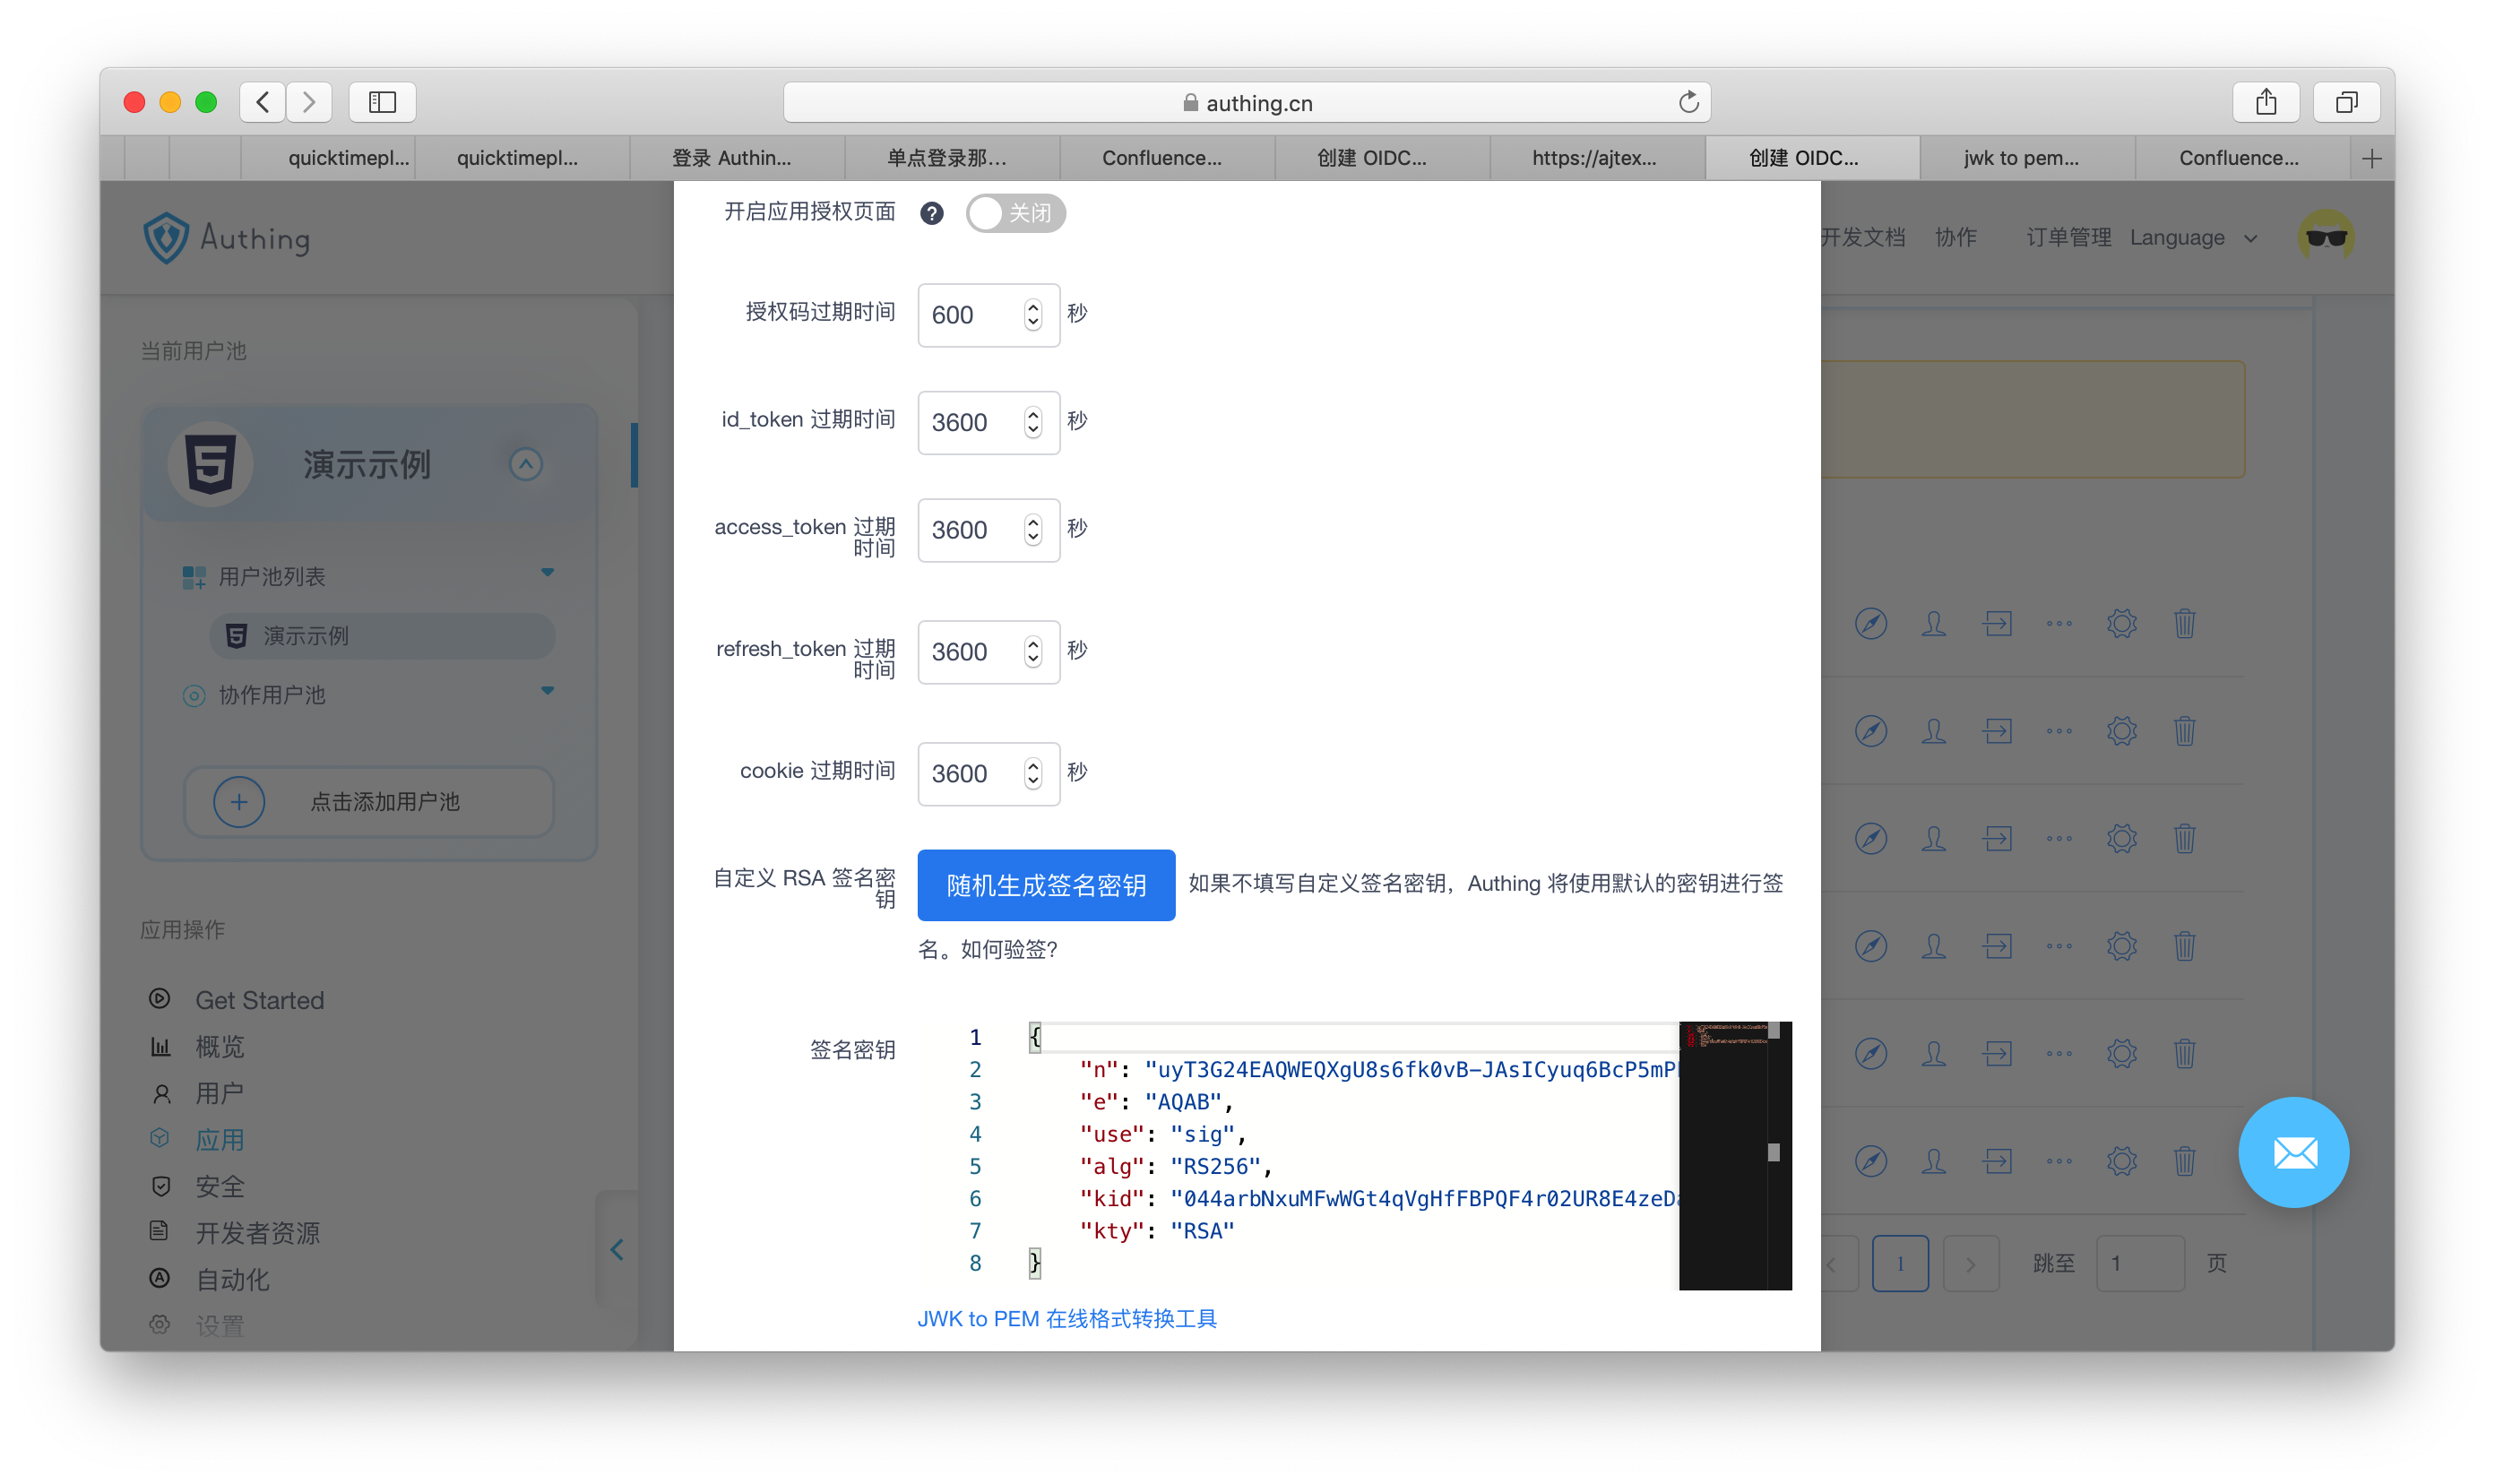 authing.cn
quicktimepl...
quicktimepl...
登录 Authin...
单点登录那...
Confluence...
创建 OIDC...
https://ajtex...
创建 OIDC...
jwk to pem...
Confluence...
Authing
开发文档
协作
订单管理
Language
当前用户池
演示示例
用户池列表
演示示例
协作用户池
点击添加用户池
应用操作
Get Started
概览
用户
应用
安全
开发者资源
自动化
设置
开启应用授权页面
关闭
授权码过期时间
600
秒
id_token 过期时间
3600
秒
access_token 过期
时间
3600
秒
refresh_token 过期
时间
3600
秒
cookie 过期时间
3600
秒
自定义 RSA 签名密
钥
随机生成签名密钥
如果不填写自定义签名密钥，Authing 将使用默认的密钥进行签
名。如何验签?
签名密钥
1 {
2 "n": "uyT3G24EAQWEQXgU8s6fk0vB-JAsICyuq6BcP5mP
3 "e": "AQAB",
4 "use": "sig",
5 "alg": "RS256",
6 "kid": "044arbNxuMFwWGt4qVgHfFBPQF4r02UR8E4zeD
7 "kty": "RSA"
8 }
JWK to PEM 在线格式转换工具
1
跳至
1
页